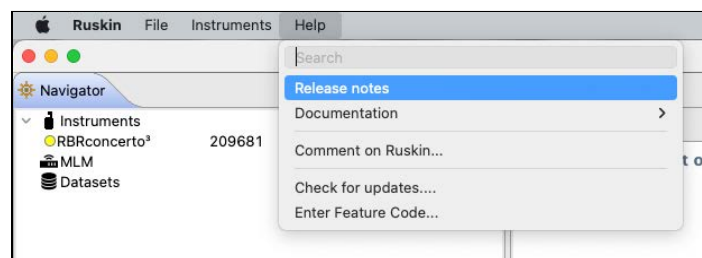 Ruskin File Instruments Help
Search
Navigator
Release notes
Instruments
Documentation
RBRconcerto³ 209681
MLM
Comment on Ruskin...
Datasets
Check for updates....
Enter Feature Code...